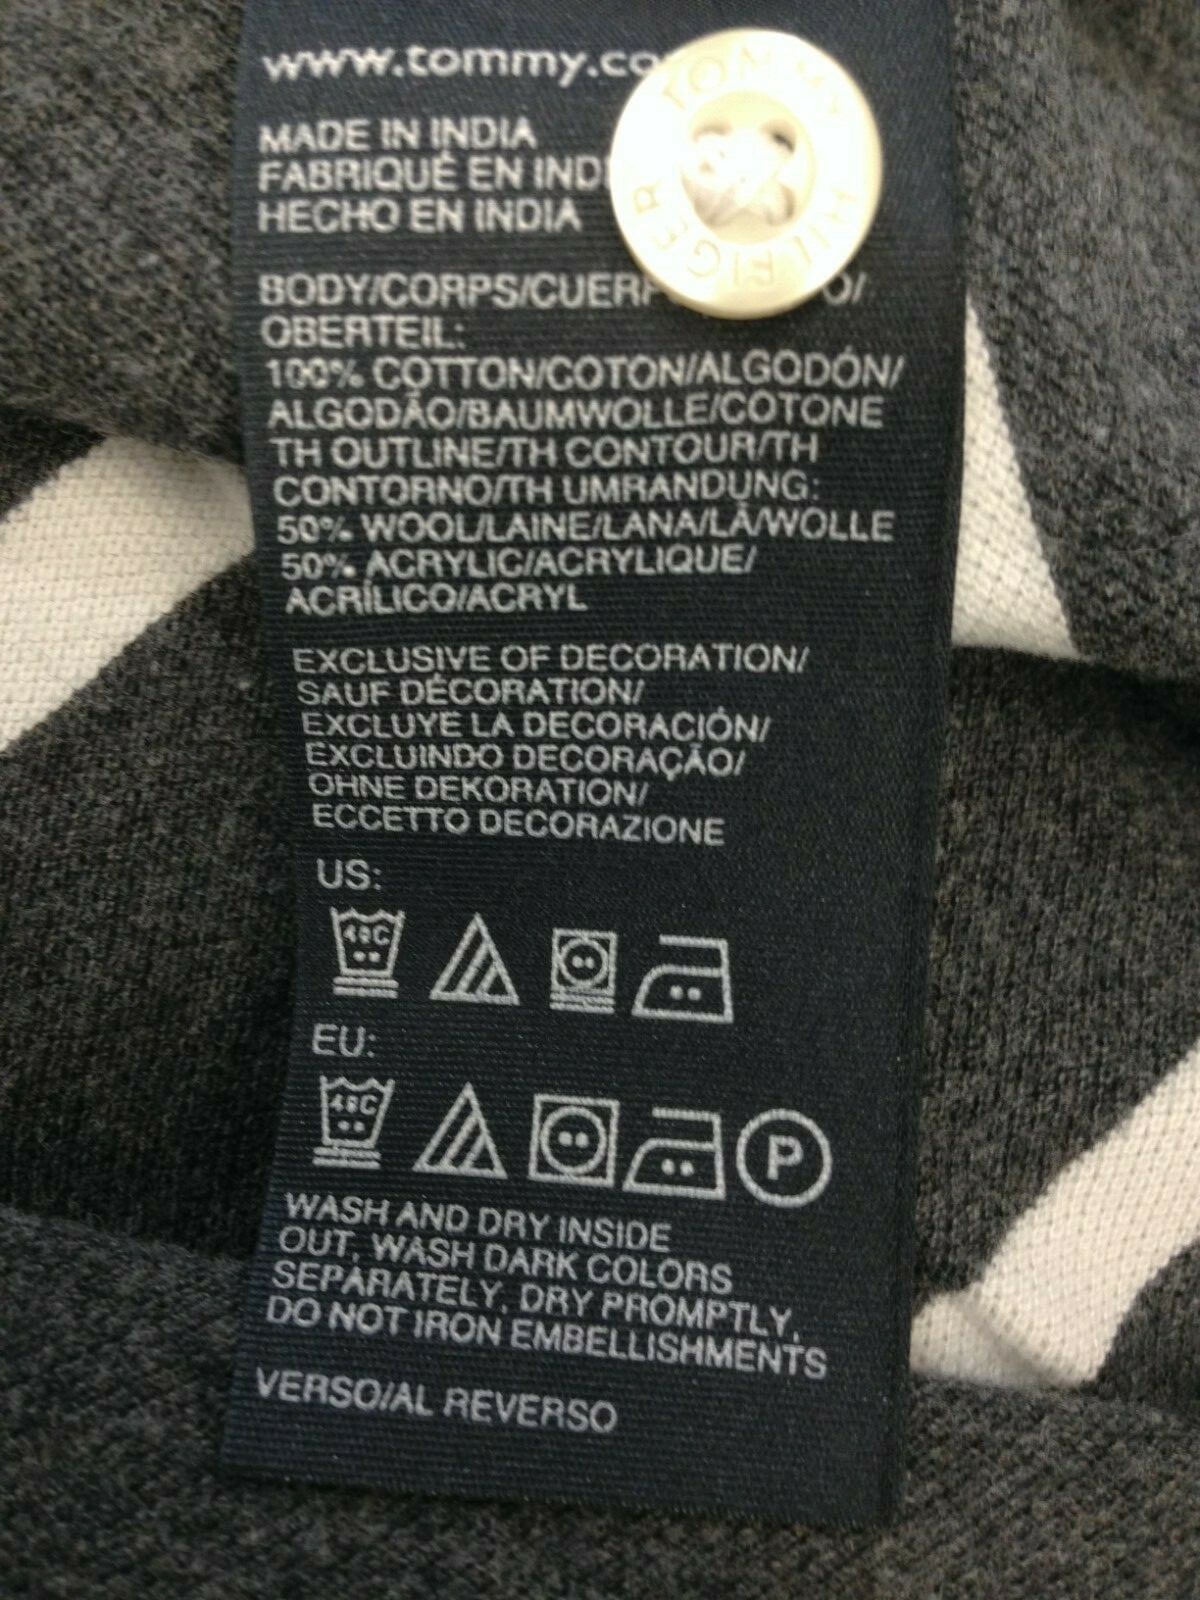 www.tommy.co
TOMMY HILFIGER
MADE IN INDIA
FABRIQUÉ EN IND
HECHO EN INDIA
BODY/CORPS/CUERP O/
OBERTEIL:
100% COTTON/COTON/ALGODÓN/
ALGODÃO/BAUMWOLLE/COTONE
TH OUTLINE/TH CONTOUR/TH
CONTORNO/TH UMRANDUNG:
50% WOOL/LAINE/LANA/LÃ/WOLLE
50% ACRYLIC/ACRYLIQUE/
ACRÍLICO/ACRYL
EXCLUSIVE OF DECORATION/
SAUF DÉCORATION/
EXCLUYE LA DECORACIÓN/
EXCLUINDO DECORAÇÃO/
OHNE DEKORATION/
ECCETTO DECORAZIONE
US:
40C
EU:
40C
P
WASH AND DRY INSIDE
OUT, WASH DARK COLORS
SEPARATELY, DRY PROMPTLY,
DO NOT IRON EMBELLISHMENTS
VERSO/AL REVERSO